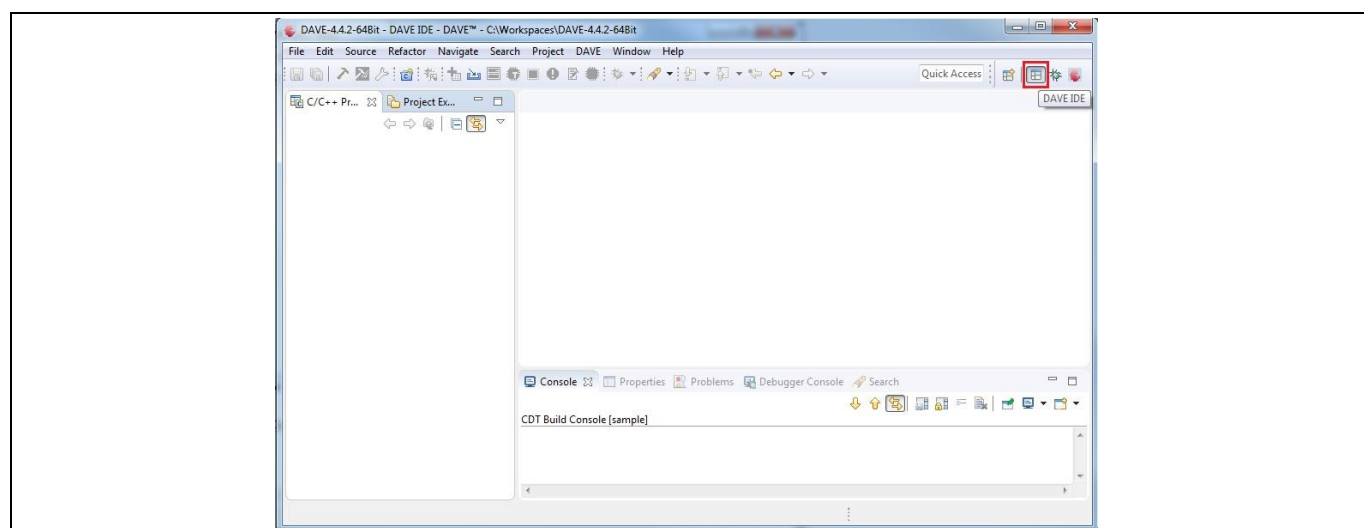 DAVE-4.4.2-64Bit - DAVE IDE - DAVE™ - C:\Workspaces\DAVE-4.4.2-64Bit
File Edit Source Refactor Navigate Search Project DAVE Window Help
Quick Access
C/C++ Pr... Project Ex...
DAVE IDE
Console Properties Problems Debugger Console Search
CDT Build Console [sample]